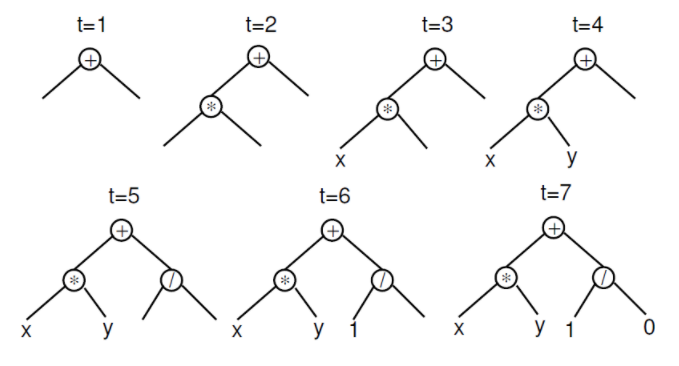 t=1 t=2 t=3 t=4
+ + + +
* * *
x x y
t=5 t=6 t=7
+ + +
* / * / * /
x y x y 1 x y 1 0